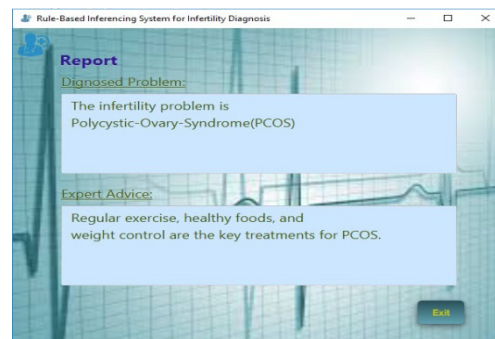 Rule-Based Inferencing System for Infertility Diagnosis
Report
Dignosed Problem:
The infertility problem is
Polycystic-Ovary-Syndrome(PCOS)
Expert Advice:
Regular exercise, healthy foods, and
weight control are the key treatments for PCOS.
Exit